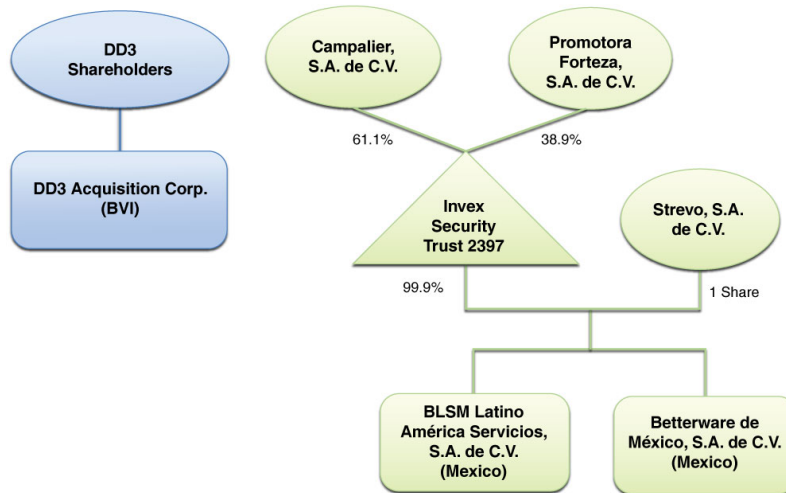 DD3
Shareholders
Campalier,
S.A. de C.V.
Promotora
Forteza,
S.A. de C.V.
61.1%
38.9%
DD3 Acquisition Corp.
(BVI)
Invex
Security
Trust 2397
Strevo, S.A.
de C.V.
99.9%
1 Share
BLSM Latino
América Servicios,
S.A. de C.V.
(Mexico)
Betterware de
México, S.A. de C.V.
(Mexico)